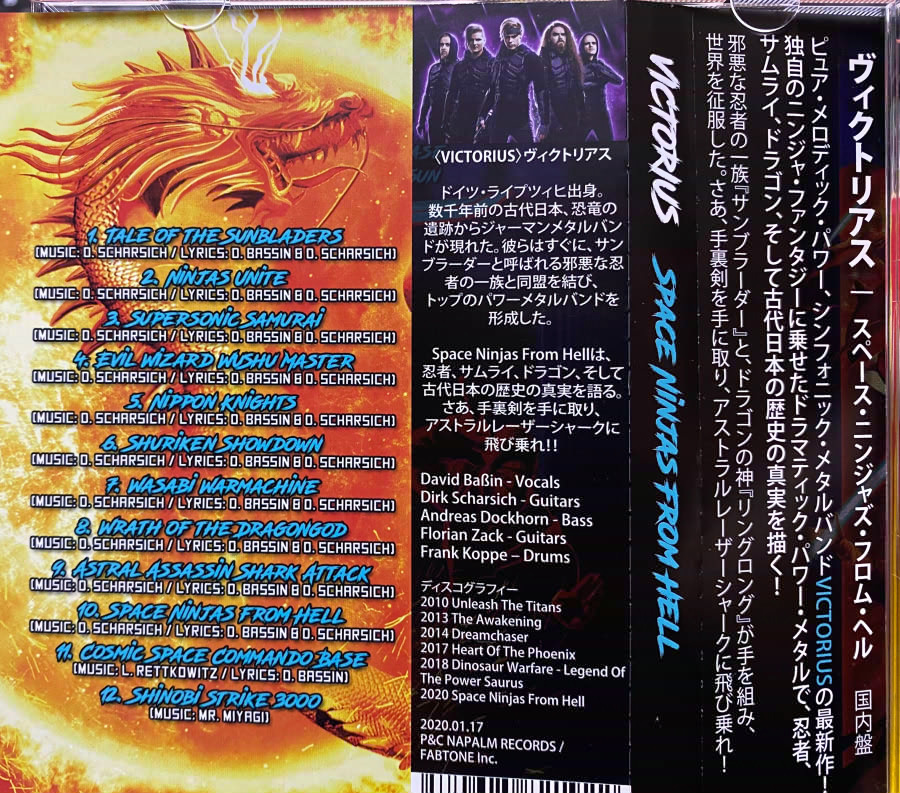 1. TALE OF THE SUNBLADERS
(MUSIC: D. SCHARSICH / LYRICS: D. BASSIN & D. SCHARSICH)
2. NINJAS UNITE
(MUSIC: D. SCHARSICH / LYRICS: D. BASSIN & D. SCHARSICH)
3. SUPERSONIC SAMURAI
(MUSIC: D. SCHARSICH / LYRICS: D. BASSIN & D. SCHARSICH)
4. EVIL WIZARD WUSHU MASTER
(MUSIC: D. SCHARSICH / LYRICS: D. BASSIN & D. SCHARSICH)
5. NIPPON KNIGHTS
(MUSIC: D. SCHARSICH / LYRICS: D. BASSIN & D. SCHARSICH)
6. SHURIKEN SHOWDOWN
(MUSIC: D. SCHARSICH / LYRICS: D. BASSIN & D. SCHARSICH)
7. WASABI WARMACHINE
(MUSIC: D. SCHARSICH / LYRICS: D. BASSIN & D. SCHARSICH)
8. WRATH OF THE DRAGONGOD
(MUSIC: D. SCHARSICH / LYRICS: D. BASSIN & D. SCHARSICH)
9. ASTRAL ASSASSIN SHARK ATTACK
(MUSIC: D. SCHARSICH / LYRICS: D. BASSIN & D. SCHARSICH)
10. SPACE NINJAS FROM HELL
(MUSIC: D. SCHARSICH / LYRICS: D. BASSIN & D. SCHARSICH)
11. COSMIC SPACE COMMANDO BASE
(MUSIC: L. RETTKOWITZ / LYRICS: D. BASSIN)
12. SHINOBI STRIKE 3000
(MUSIC: MR. MIYAGI)
〈VICTORIUS〉ヴィクトリアス
ドイツ・ライプツィヒ出身。
数千年前の古代日本、恐竜の
遺跡からジャーマンメタルバン
ドが現れた。彼らはすぐに、サン
ブラーダーと呼ばれる邪悪な忍
者の一族と同盟を結び、
トップのパワーメタルバンドを
形成した。
Space Ninjas From Hellは、
忍者、サムライ、ドラゴン、そして
古代日本の歴史の真実を語る。
さあ、手裏剣を手に取り、
アストラルレーザーシャークに
飛び乗れ!!
David Baßin - Vocals
Dirk Scharsich - Guitars
Andreas Dockhorn - Bass
Florian Zack - Guitars
Frank Koppe – Drums
ディスコグラフィー
2010 Unleash The Titans
2013 The Awakening
2014 Dreamchaser
2017 Heart Of The Phoenix
2018 Dinosaur Warfare - Legend Of
The Power Saurus
2020 Space Ninjas From Hell
2020.01.17
P&C NAPALM RECORDS /
FABTONE Inc.
VICTORIUS SPACE NINJAS FROM HELL
ヴィクトリアス ― スペース・ニンジャズ・フロム・ヘル 国内盤
ピュア・メロディック・パワー、シンフォニック・メタルバンドVICTORIUSの最新作!
独自のニンジャ・ファンタジーに乗せたドラマティック・パワー・メタルで、忍者、
サムライ、ドラゴン、そして古代日本の歴史の真実を描く!
邪悪な忍者の一族『サンブラーダー』と、ドラゴンの神『リングロング』が手を組み、
世界を征服した。さあ、手裏剣を手に取り、アストラルレーザーシャークに飛び乗れ!